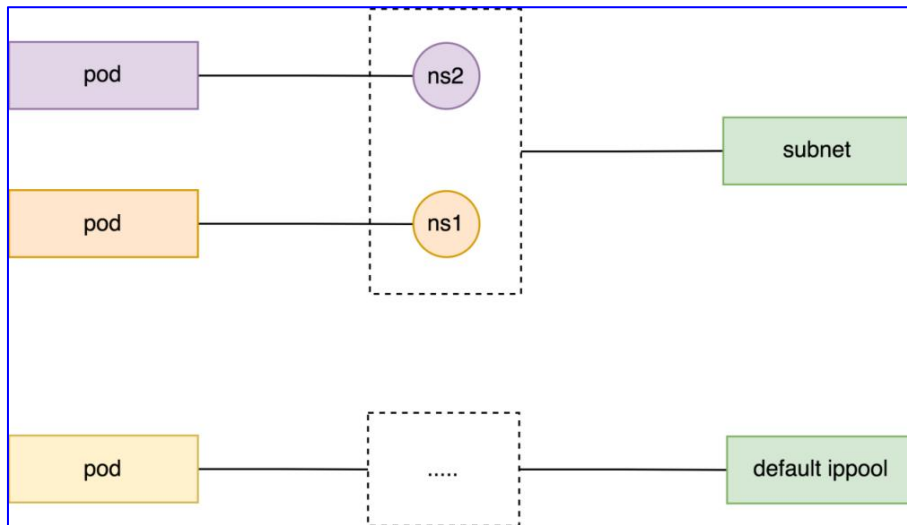 pod
ns2
subnet
pod
ns1
pod
.....
default ippool